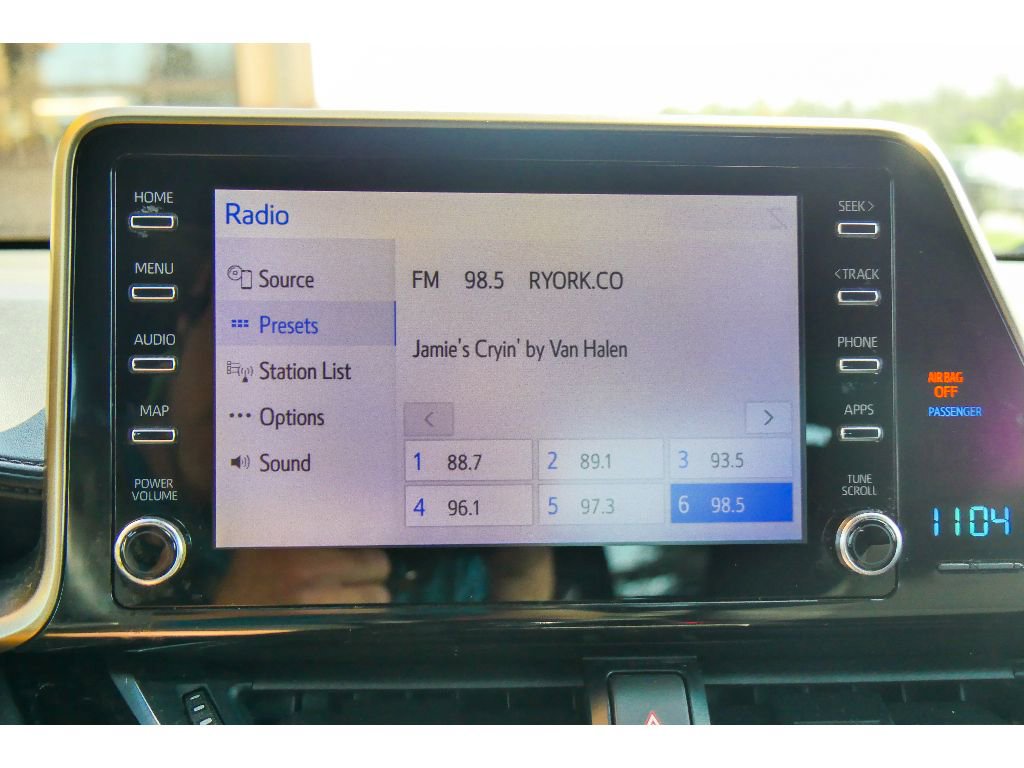 HOME
MENU
AUDIO
MAP
POWER
VOLUME
Radio
Source
Presets
Station List
Options
Sound
FM 98.5 RYORK.CO
Jamie's Cryin' by Van Halen
< >
1 88.7 2 89.1 3 93.5
4 96.1 5 97.3 6 98.5
SEEK >
< TRACK
PHONE
APPS
TUNE
SCROLL
AIRBAG
OFF
PASSENGER
1104